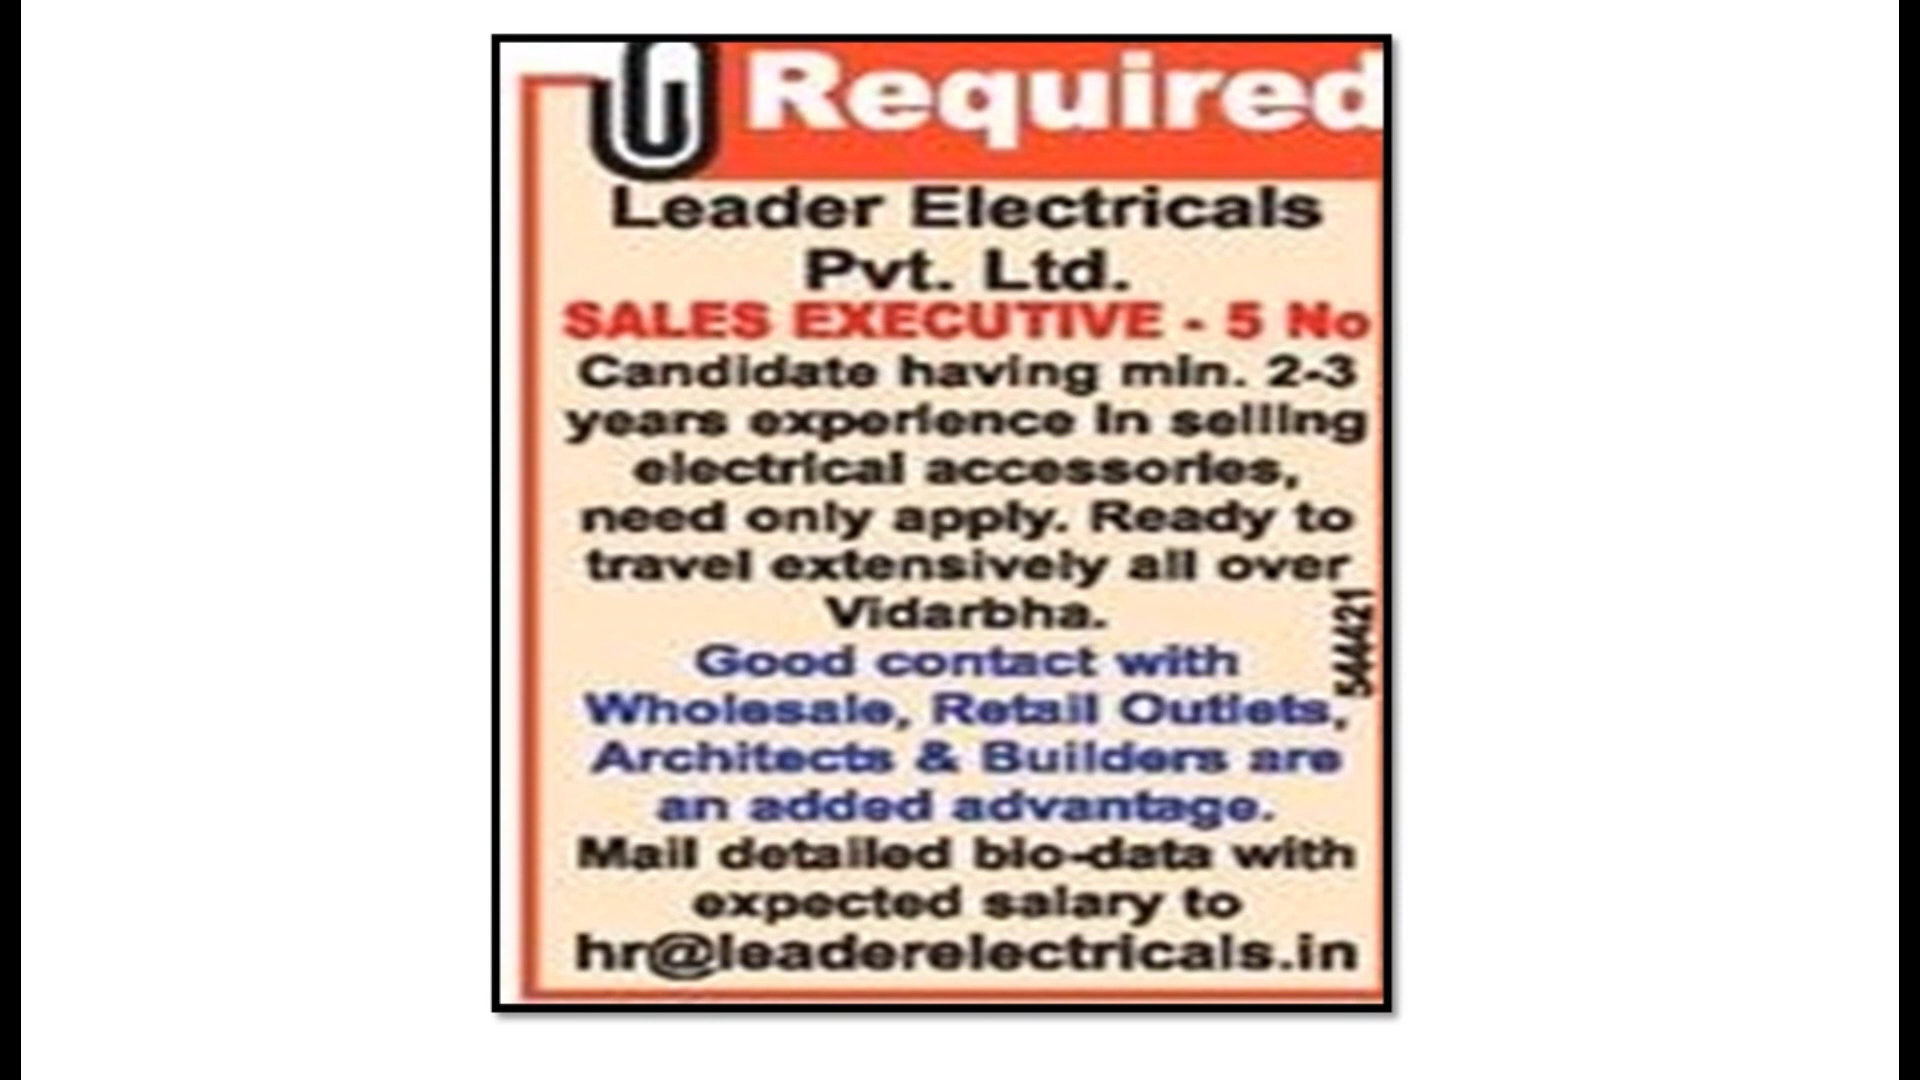 Required
Leader Electricals
Pvt. Ltd.
SALES EXECUTIVE - 5 No
Candidate having min. 2-3
years experience in selling
electrical accessories,
need only apply. Ready to
travel extensively all over
Vidarbha.
Good contact with
Wholesale, Retail Outlets,
Architects & Builders are
an added advantage.
Mail detailed bio-data with
expected salary to
hr@leaderelectricals.in
544421